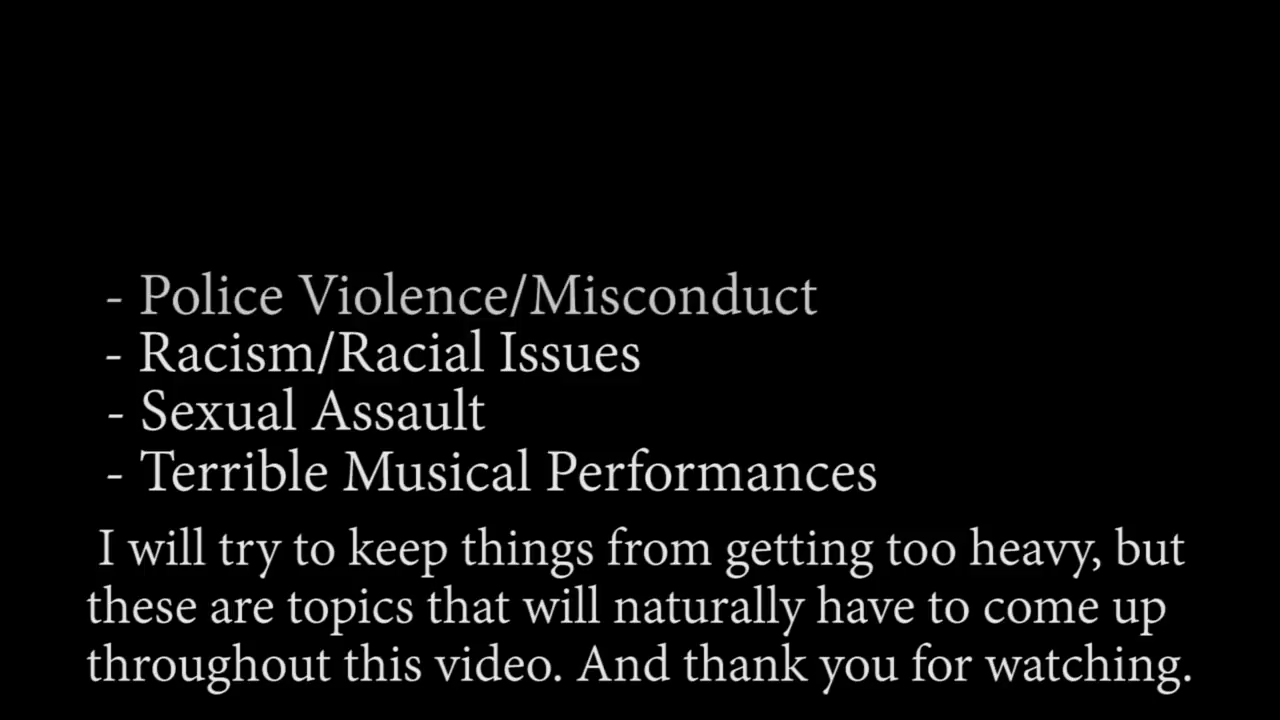 - Police Violence/Misconduct
- Racism/Racial Issues
- Sexual Assault
- Terrible Musical Performances
I will try to keep things from getting too heavy, but
these are topics that will naturally have to come up
throughout this video. And thank you for watching.